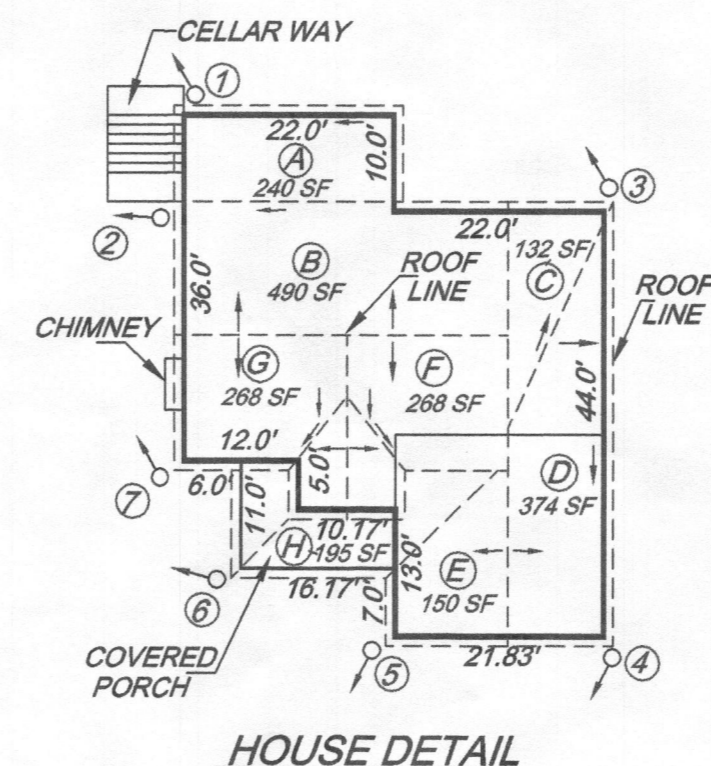 CELLAR WAY
1
22.0'
A
240 SF
10.0'
3
2
22.0'
132 SF
36.0'
B
490 SF
ROOF
LINE
C
ROOF
LINE
CHIMNEY
G
268 SF
F
268 SF
44.0'
12.0'
7
6.0'
11.0'
5.0'
D
374 SF
10.17'
H
195 SF
13.0'
E
150 SF
6
16.17'
7.0'
COVERED
PORCH
5
21.83'
4
HOUSE DETAIL